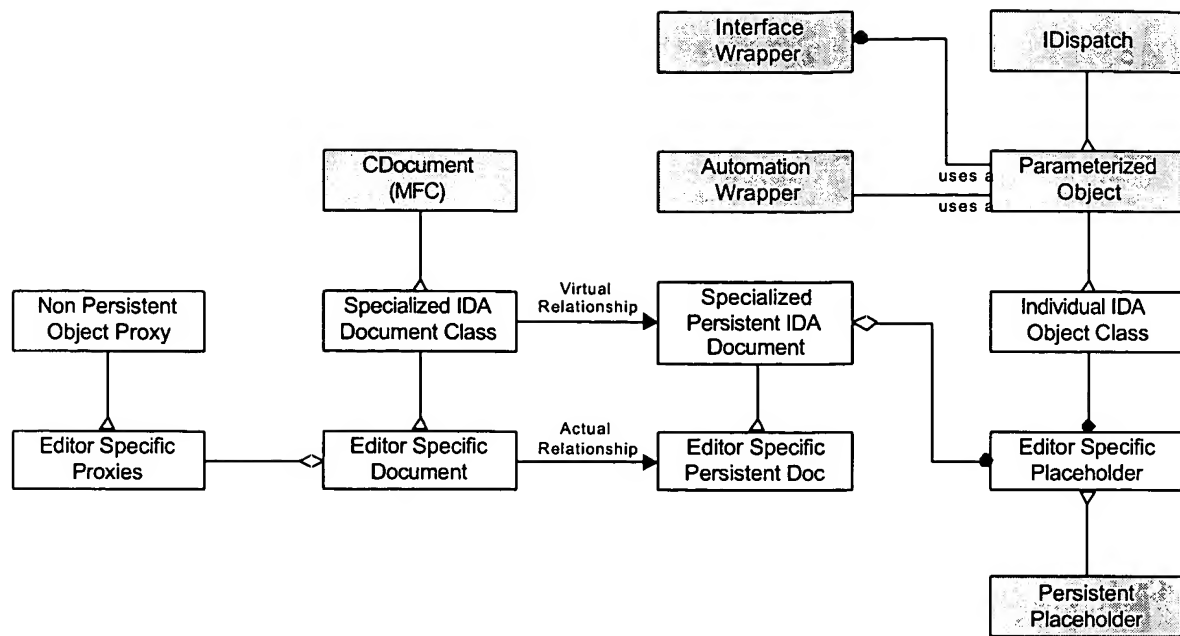 Interface
Wrapper
IDispatch
CDocument
(MFC)
Automation
Wrapper
uses a
uses a
Parameterized
Object
Non Persistent
Object Proxy
Specialized IDA
Document Class
Virtual
Relationship
Specialized
Persistent IDA
Document
Individual IDA
Object Class
Editor Specific
Proxies
Editor Specific
Document
Actual
Relationship
Editor Specific
Persistent Doc
Editor Specific
Placeholder
Persistent
Placeholder